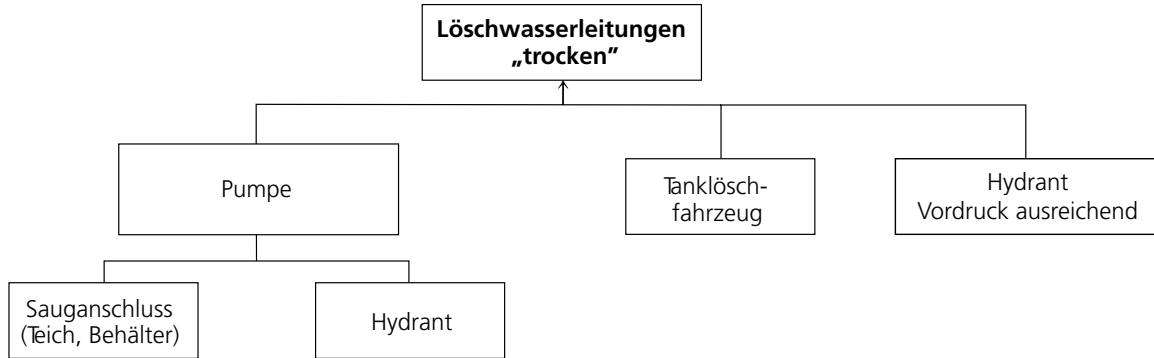 Löschwasserleitungen
„trocken”
Pumpe
Tanklösch-
fahrzeug
Hydrant
Vordruck ausreichend
Sauganschluss
(Teich, Behälter)
Hydrant